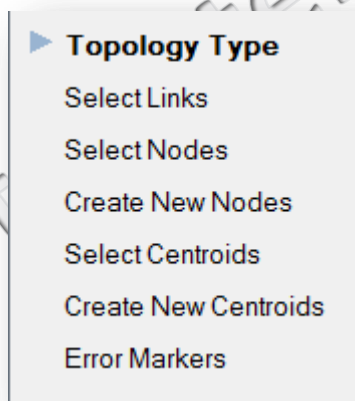 Topology Type
Select Links
Select Nodes
Create New Nodes
Select Centroids
Create New Centroids
Error Markers